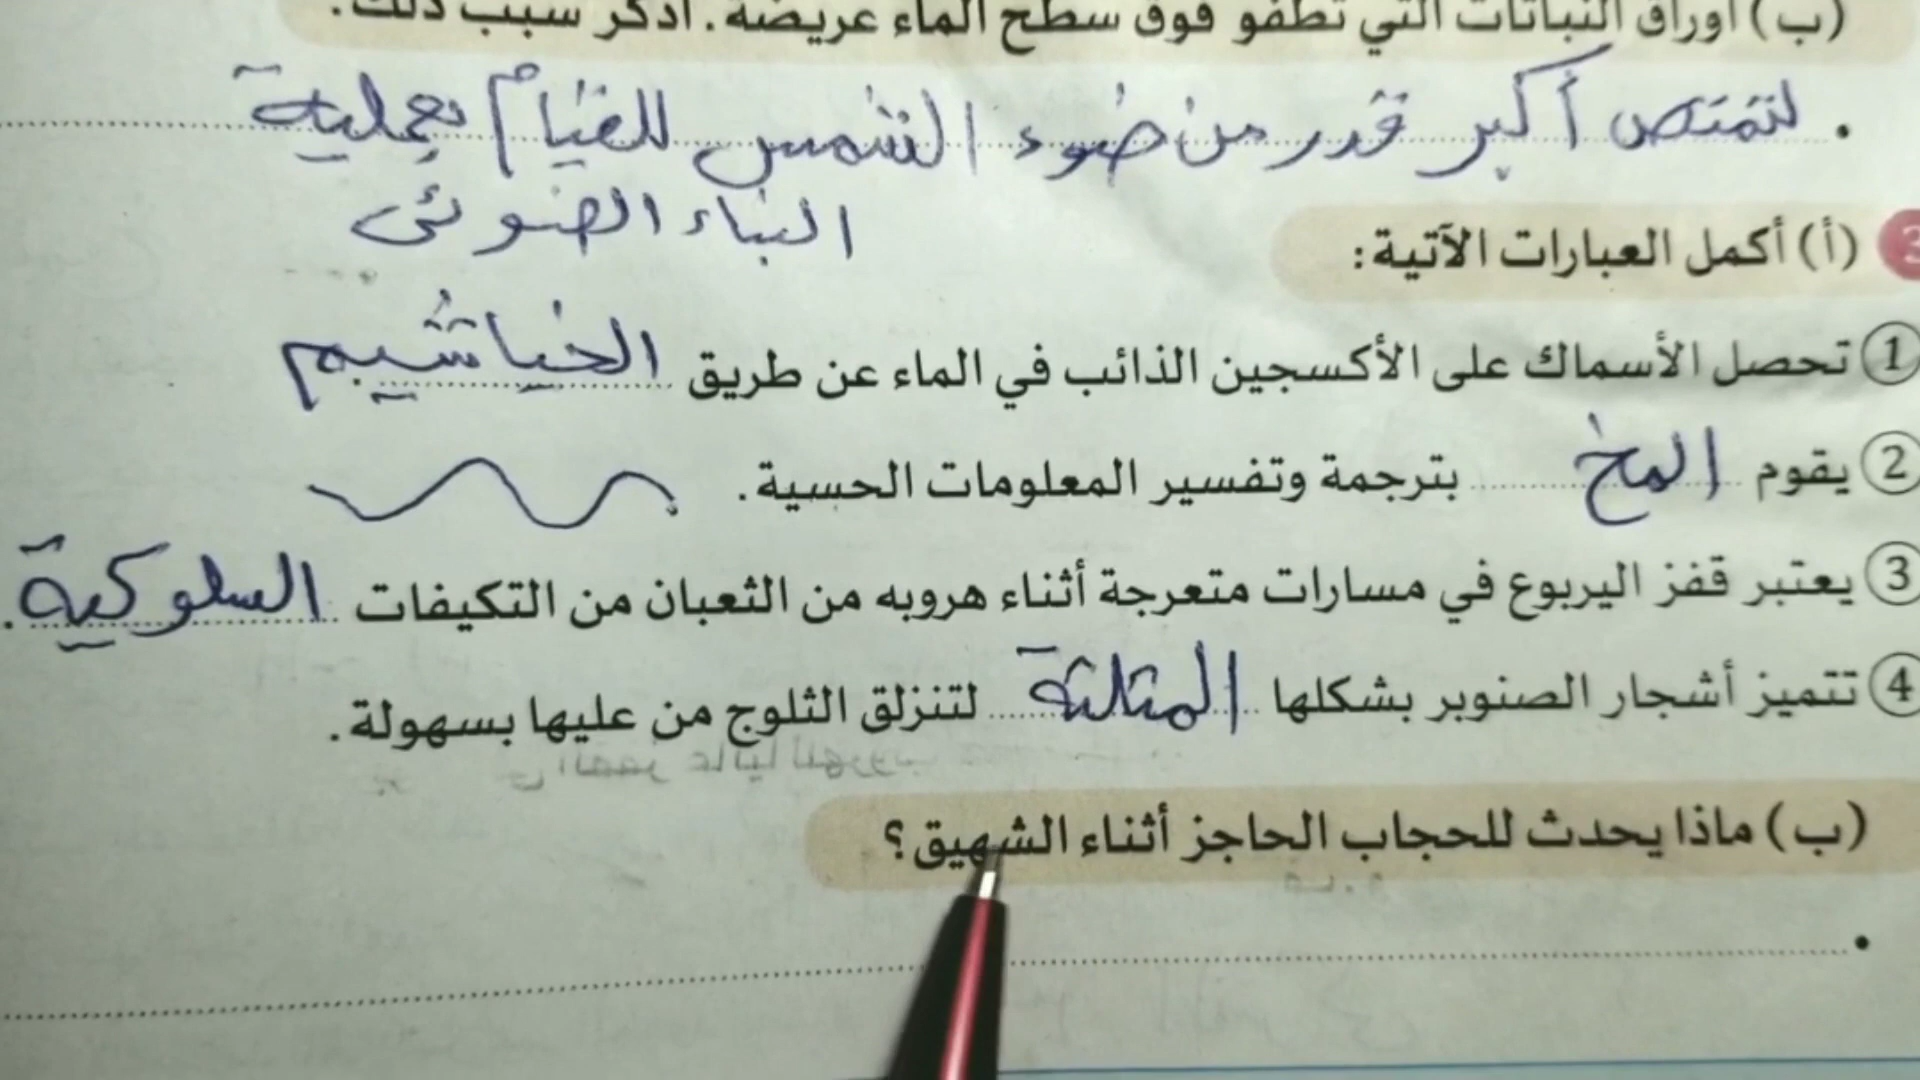 (ب) أوراق النباتات التي تطفو فوق سطح الماء عريضة. اذكر سبب ذلك.
• لتمتص أكبر قدر من ضوء الشمس للقيام بعملية
البناء الضوئى
3 (أ) أكمل العبارات الآتية:
1 تحصل الأسماك على الأكسجين الذائب في الماء عن طريق الخياشيم
2 يقوم المخ بترجمة وتفسير المعلومات الحسية.
3 يعتبر قفز اليربوع في مسارات متعرجة أثناء هروبه من الثعبان من التكيفات السلوكية.
4 تتميز أشجار الصنوبر بشكلها المثلثة لتنزلق الثلوج من عليها بسهولة.
(ب) ماذا يحدث للحجاب الحاجز أثناء الشهيق؟